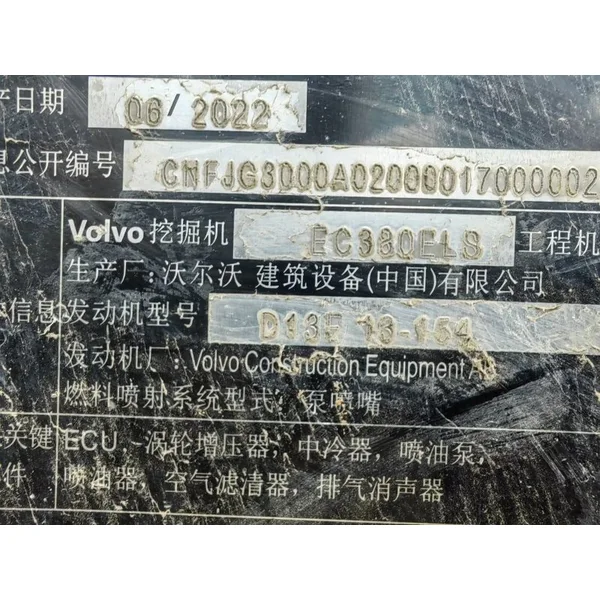 产日期 06/2022
息公开编号 CNFJG3D00A02000017000002
Volvo 挖掘机 EC380ELS 工程机
生产厂: 沃尔沃 建筑设备(中国)有限公司
信息 发动机型号 D13F 13-154
发动机厂: Volvo Construction Equipment AB
燃料喷射系统型式: 泵喷嘴
关键 ECU, 涡轮增压器, 中冷器, 喷油泵,
件 喷油器, 空气滤清器, 排气消声器